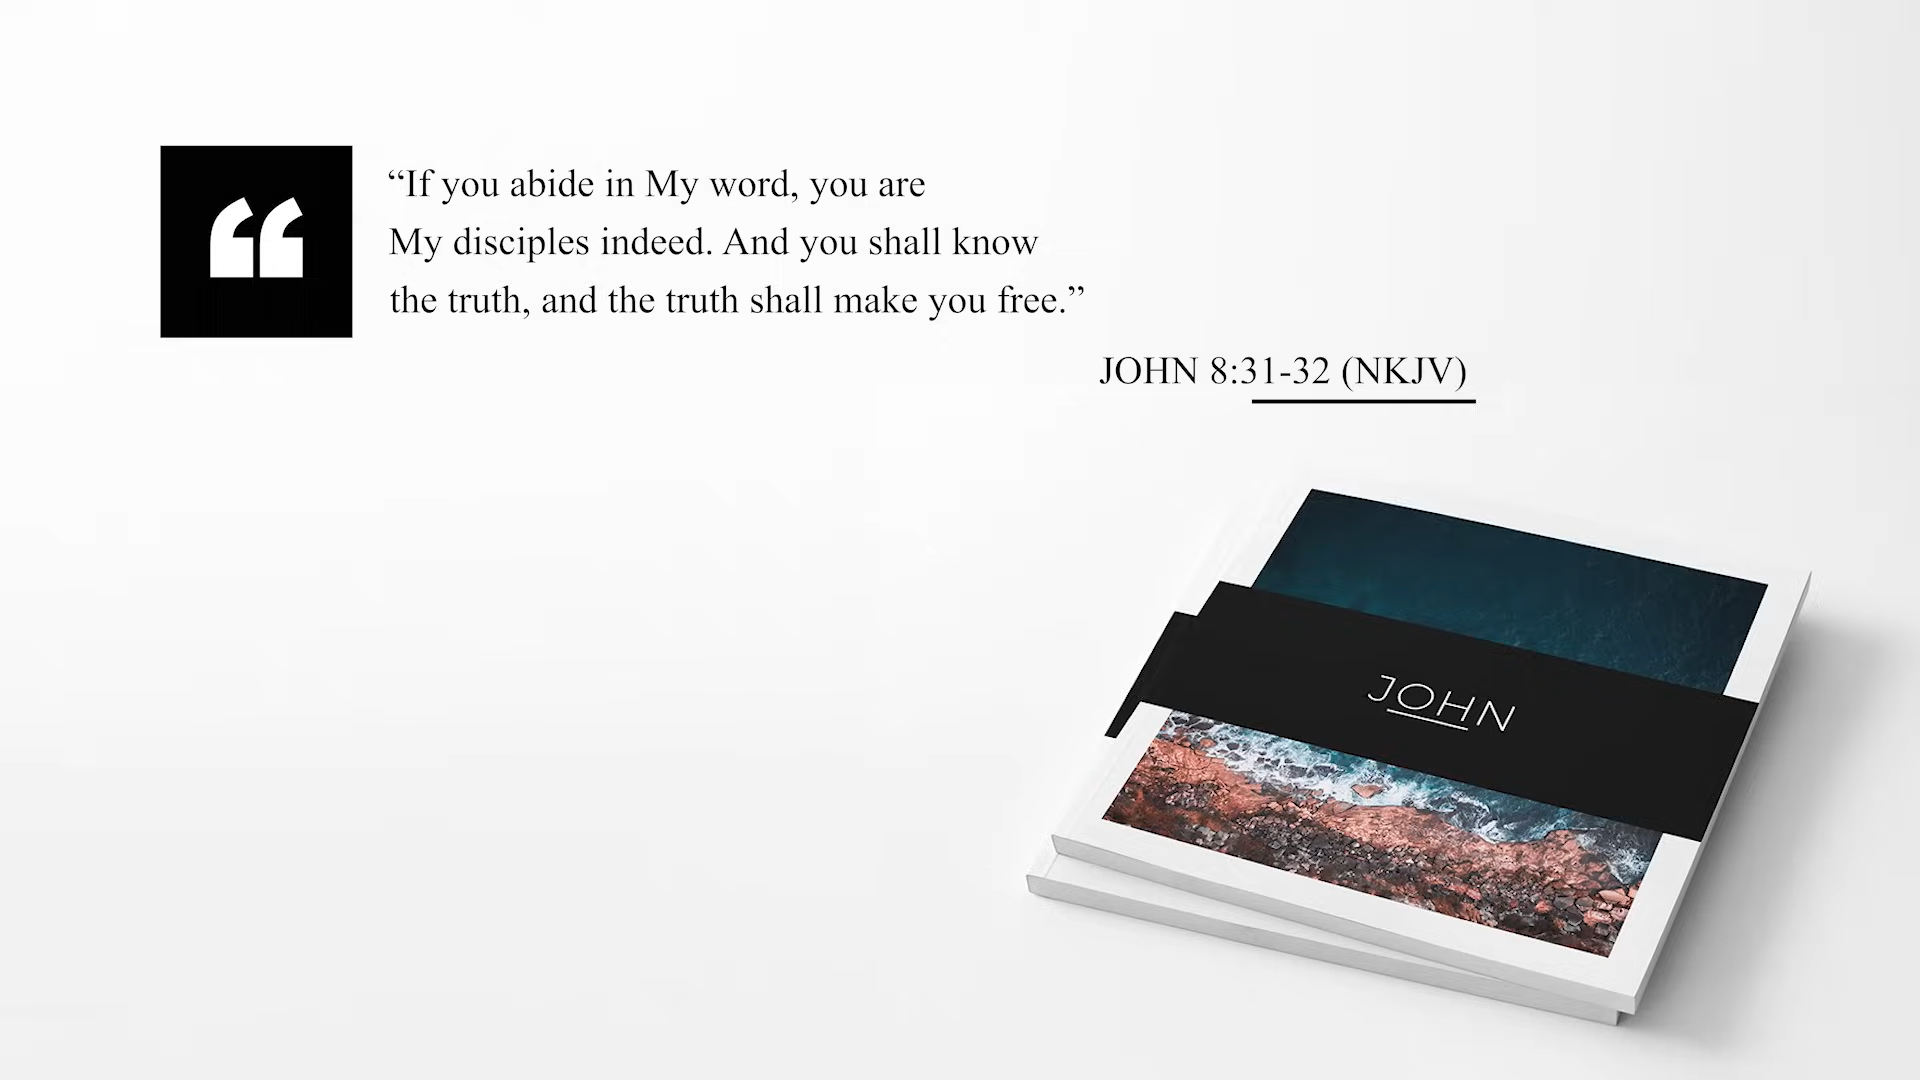 “If you abide in My word, you are
My disciples indeed. And you shall know
the truth, and the truth shall make you free.”
JOHN 8:31-32 (NKJV)
JOHN